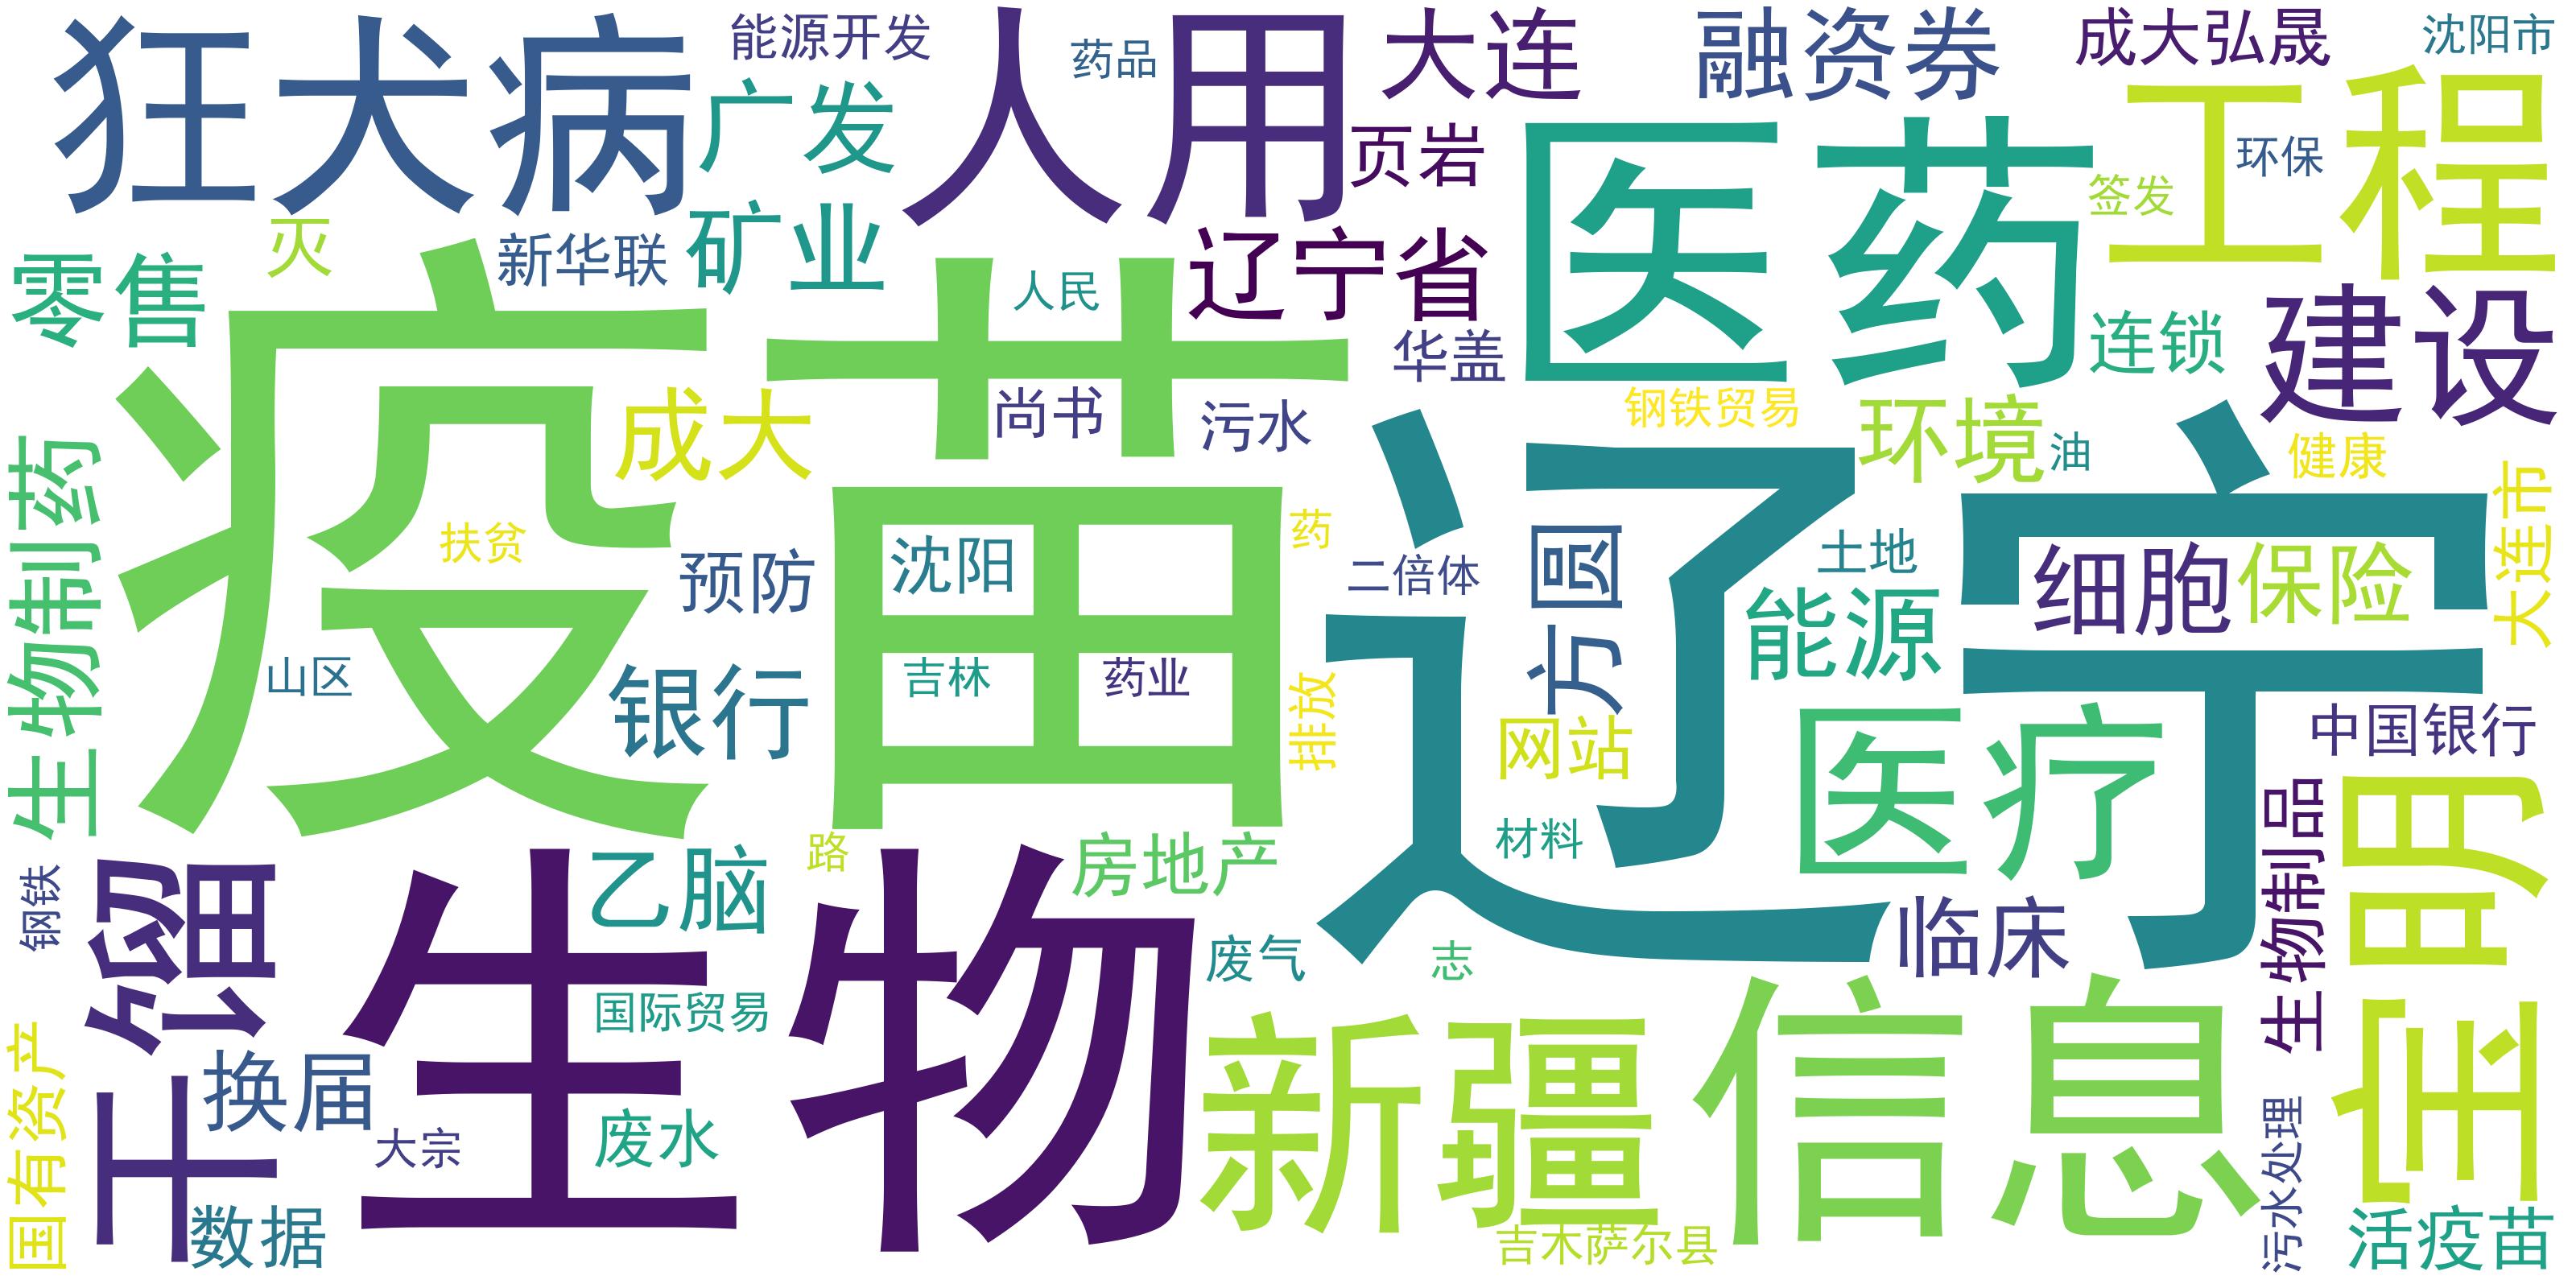 狂犬病
能源开发
人用
药品
大连
融资券
成大弘晟
沈阳市
广发
页岩
医药
工程
环保
签发
灭
新华联
矿业
辽宁省
零售
人民
华盖
连锁
建设
疫苗
成大
尚书
污水
钢铁贸易
环境
油
健康
辽宁
生物制药
扶贫
预防
沈阳
药
二倍体
方圆
土地
细胞
保险
大连市
能源
山区
银行
吉林
药业
排放
网站
医疗
中国银行
钢铁
干馏
乙脑
路
房地产
材料
生物制品
宝明
生物
废气
志
临床
国际贸易
新疆
信息
国有资产
换届
大宗
废水
污水处理
数据
吉木萨尔县
活疫苗